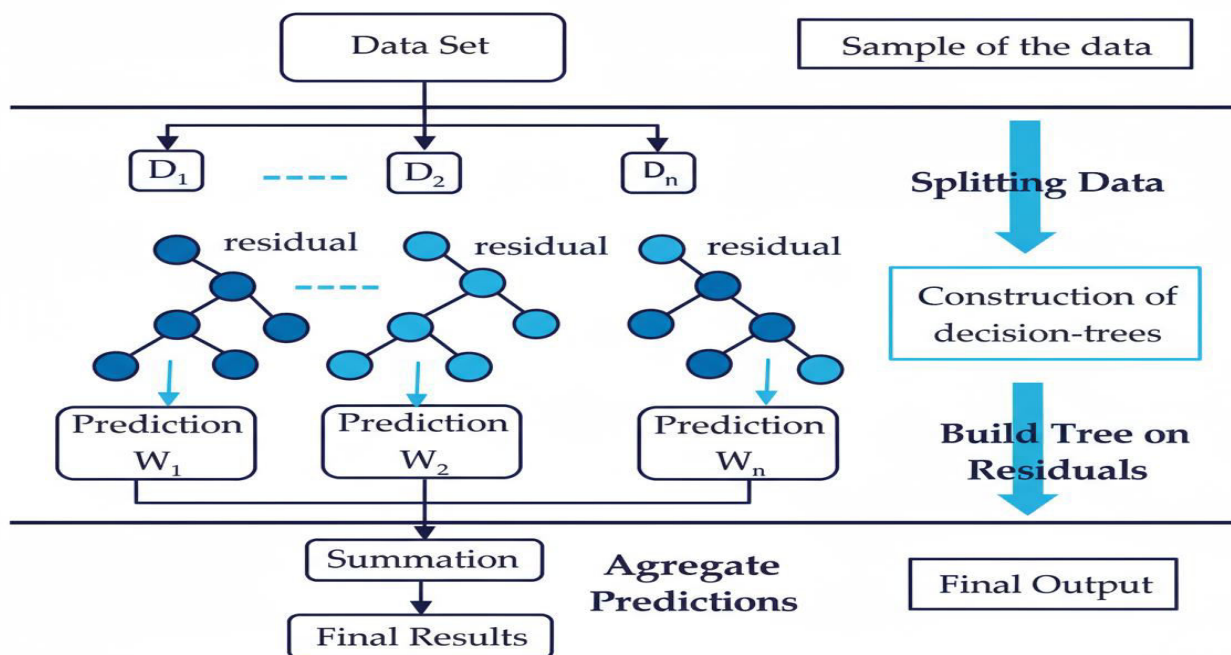 Data Set
Sample of the data
D₁
D₂
Dₙ
Splitting Data
residual
residual
residual
Construction of
decision-trees
Prediction
W₁
Prediction
W₂
Prediction
Wₙ
Build Tree on
Residuals
Summation
Agregate
Predictions
Final Output
Final Results